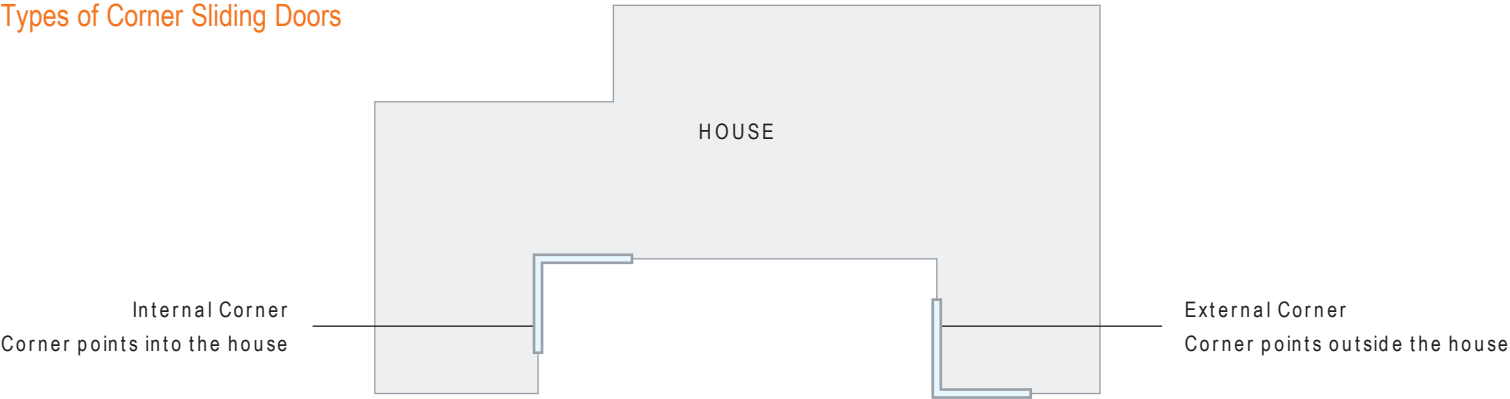 Types of Corner Sliding Doors
HOUSE
Internal Corner
Corner points into the house
External Corner
Corner points outside the house